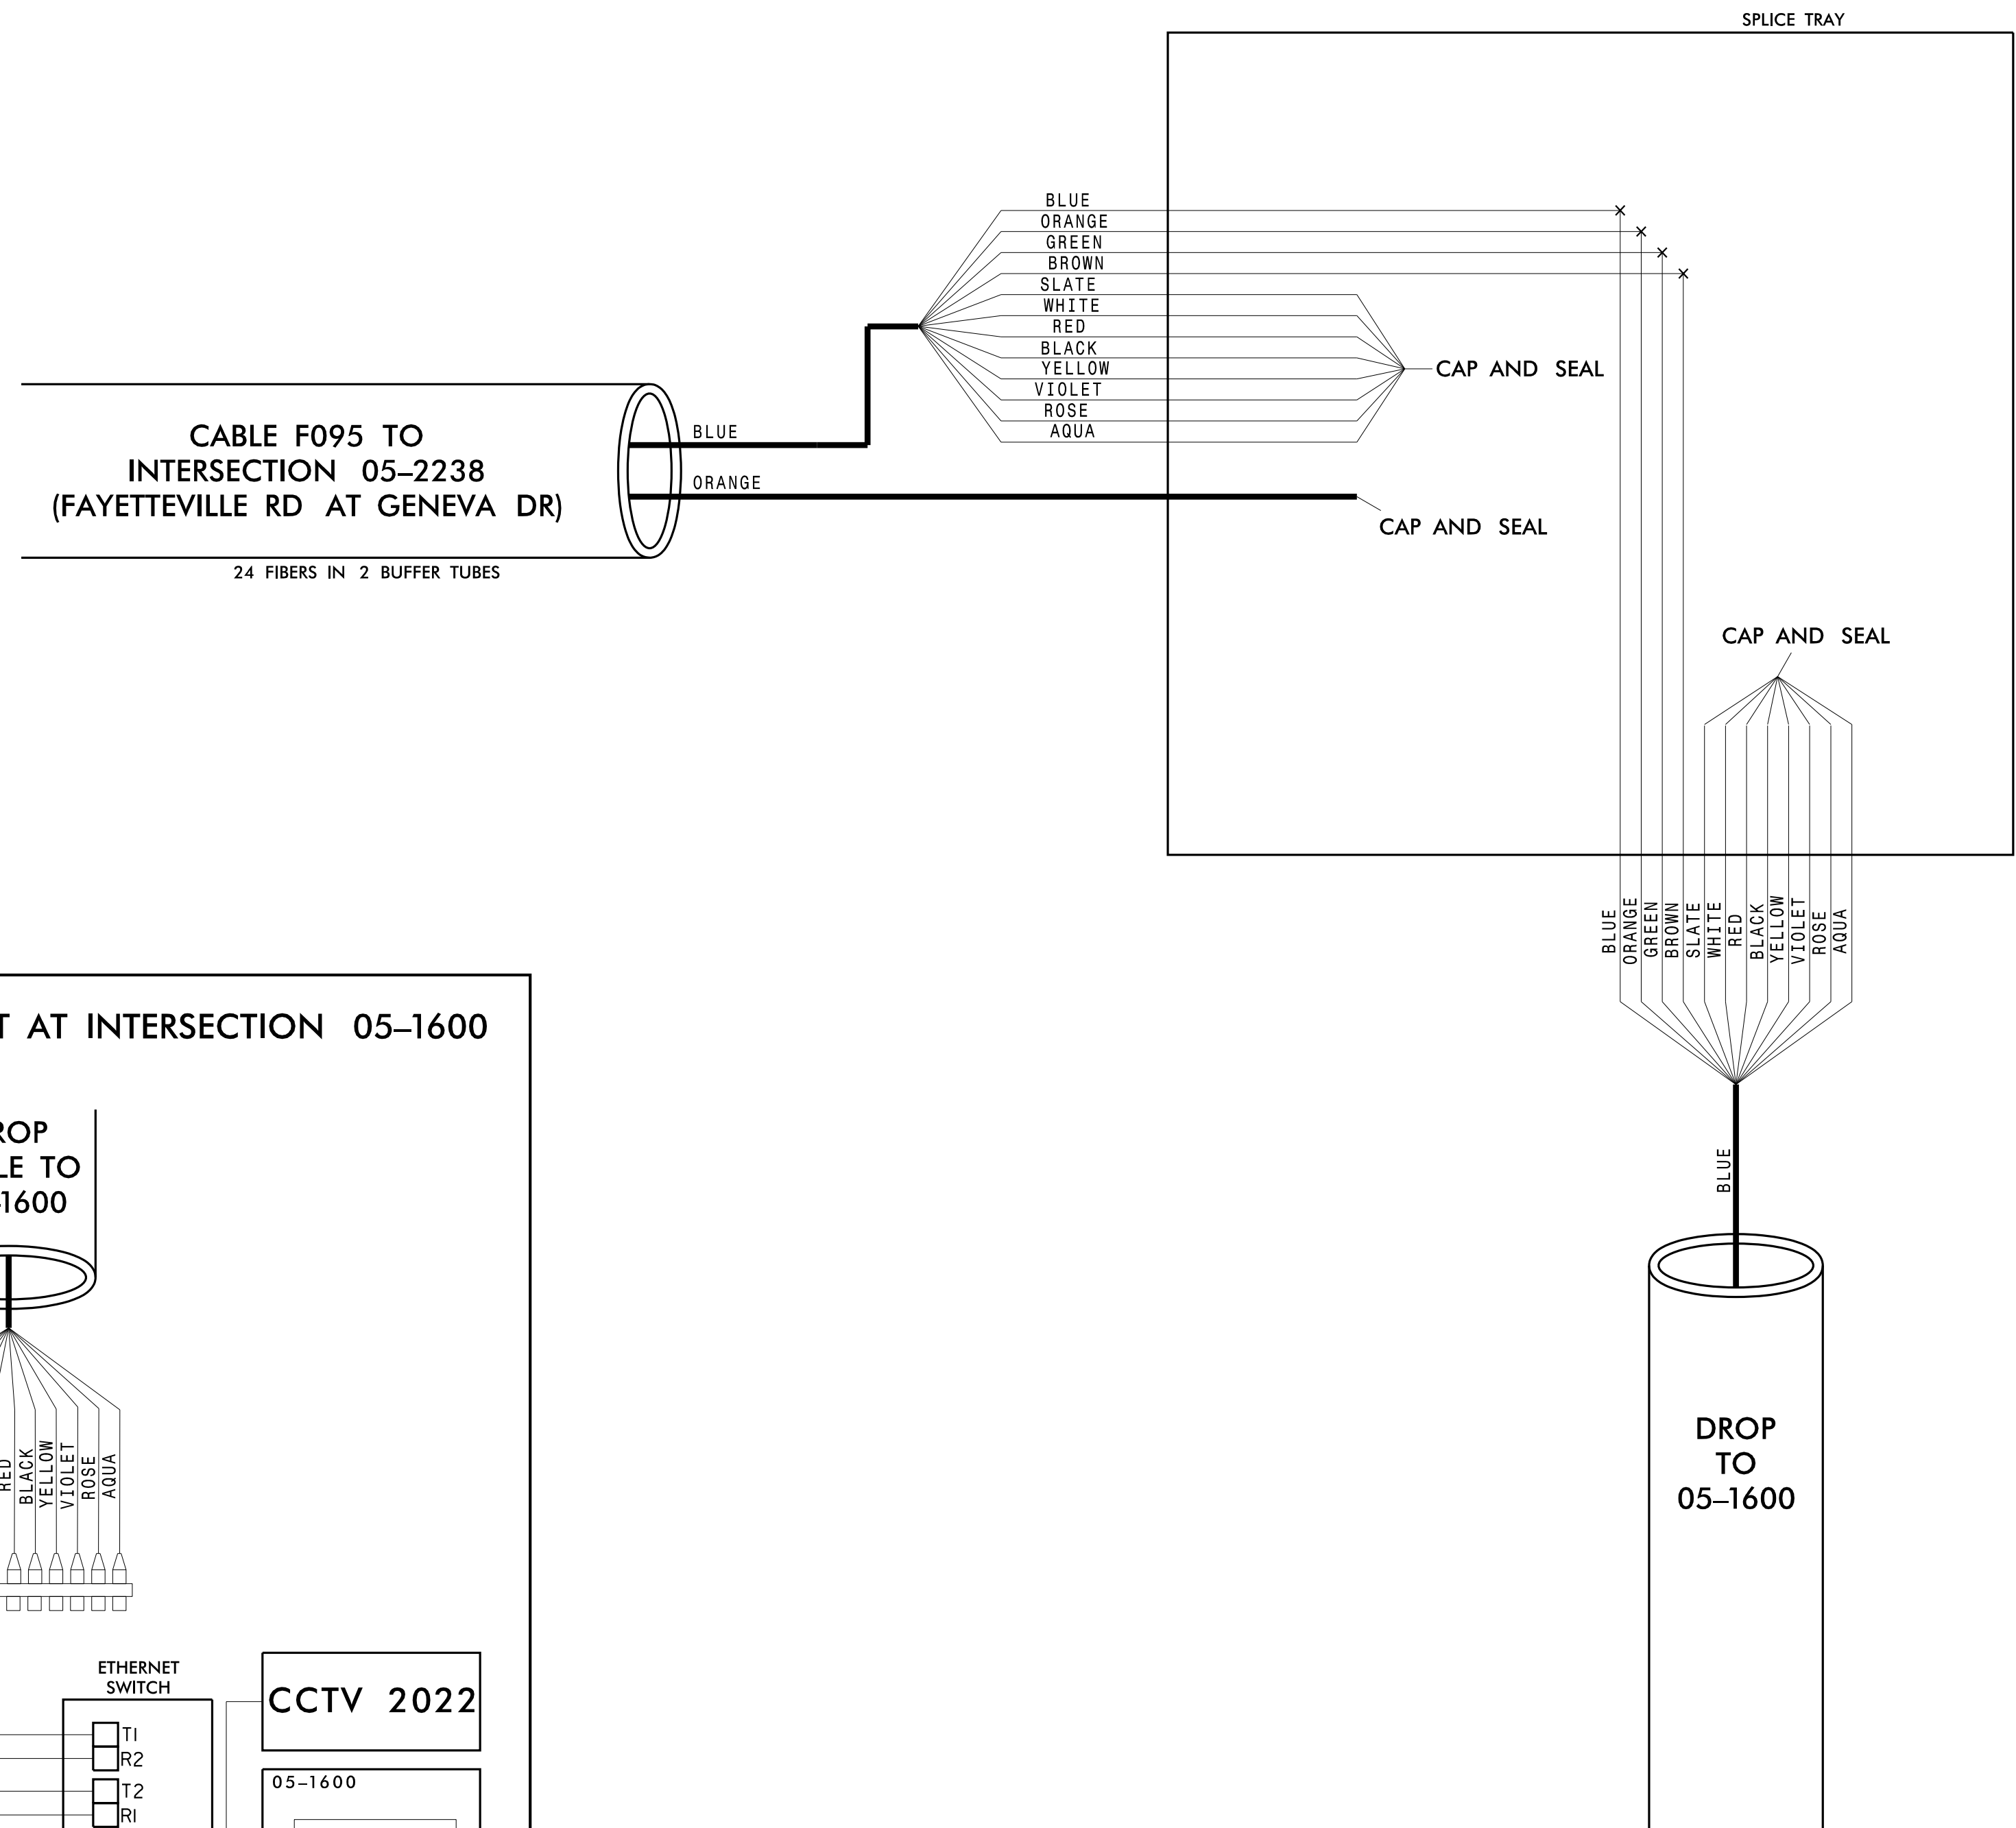 SPLICE TRAY
BLUE
ORANGE
GREEN
BROWN
SLATE
WHITE
RED
BLACK
YELLOW
VIOLET
ROSE
AQUA
CAP AND SEAL
CABLE F095 TO
INTERSECTION 05–2238
(FAYETTEVILLE RD AT GENEVA DR)
24 FIBERS IN 2 BUFFER TUBES
BLUE
ORANGE
CAP AND SEAL
CAP AND SEAL
BLUE
ORANGE
GREEN
BROWN
SLATE
WHITE
RED
BLACK
YELLOW
VIOLET
ROSE
AQUA
BLUE
DROP
TO
05–1600
T AT INTERSECTION 05–1600
ROP
LE TO
–1600
RED
BLACK
YELLOW
VIOLET
ROSE
AQUA
ETHERNET
SWITCH
T1
R2
T2
R1
CCTV 2022
05–1600